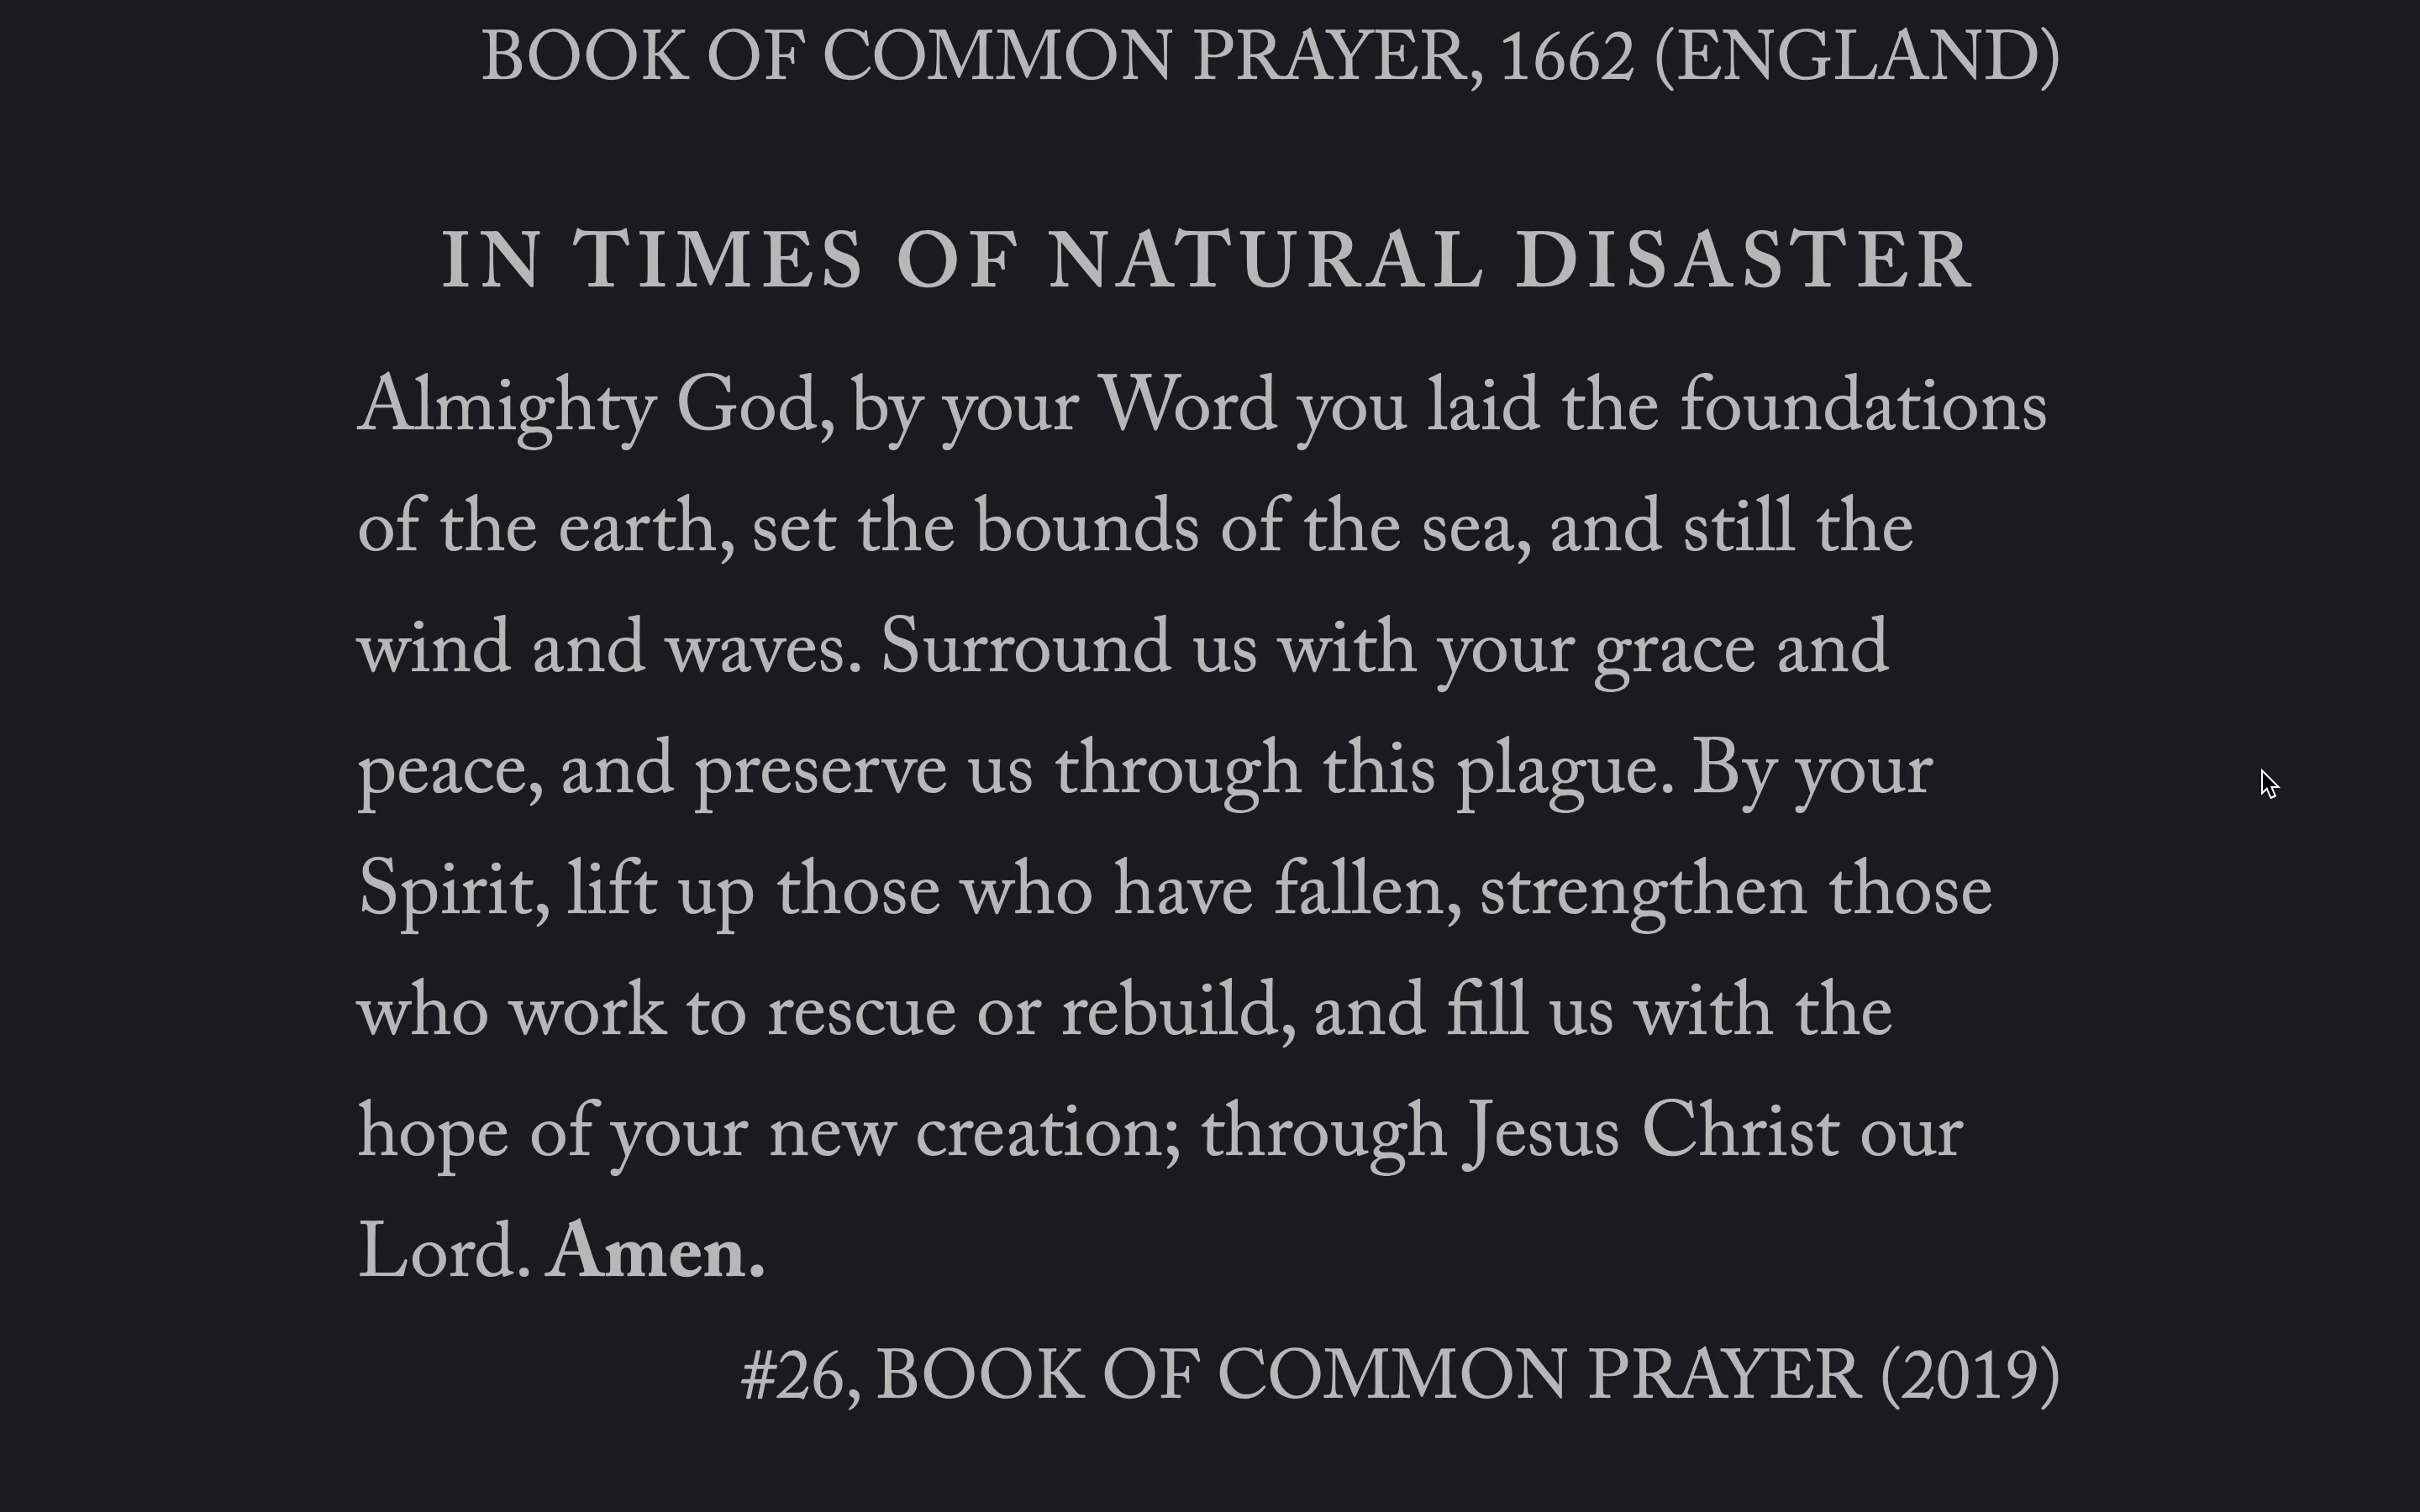 BOOK OF COMMON PRAYER, 1662 (ENGLAND)
IN TIMES OF NATURAL DISASTER
Almighty God, by your Word you laid the foundations
of the earth, set the bounds of the sea, and still the
wind and waves. Surround us with your grace and
peace, and preserve us through this plague. By your
Spirit, lift up those who have fallen, strengthen those
who work to rescue or rebuild, and fill us with the
hope of your new creation; through Jesus Christ our
Lord. Amen.
#26, BOOK OF COMMON PRAYER (2019)